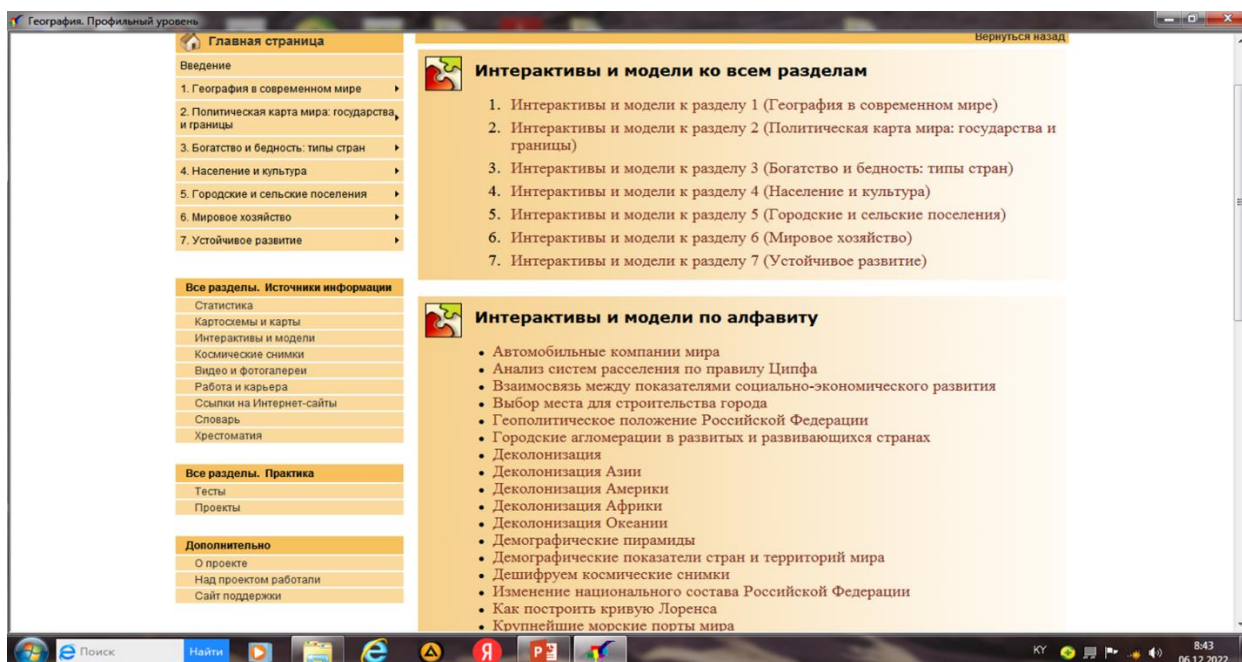 География. Профильный уровень
Главная страница
Введение
1. География в современном мире
2. Политическая карта мира: государства
и границы
3. Богатство и бедность: типы стран
4. Население и культура
5. Городские и сельские поселения
6. Мировое хозяйство
7. Устойчивое развитие
Все разделы. Источники информации
Статистика
Картосхемы и карты
Интерактивы и модели
Космические снимки
Видео и фотогалереи
Работа и карьера
Ссылки на Интернет-сайты
Словарь
Хрестоматия
Все разделы. Практика
Тесты
Проекты
Дополнительно
О проекте
Над проектом работали
Сайт поддержки
Вернуться назад
Интерактивы и модели ко всем разделам
1. Интерактивы и модели к разделу 1 (География в современном мире)
2. Интерактивы и модели к разделу 2 (Политическая карта мира: государства и
границы)
3. Интерактивы и модели к разделу 3 (Богатство и бедность: типы стран)
4. Интерактивы и модели к разделу 4 (Население и культура)
5. Интерактивы и модели к разделу 5 (Городские и сельские поселения)
6. Интерактивы и модели к разделу 6 (Мировое хозяйство)
7. Интерактивы и модели к разделу 7 (Устойчивое развитие)
Интерактивы и модели по алфавиту
• Автомобильные компании мира
• Анализ систем расселения по правилу Ципфа
• Взаимосвязь между показателями социально-экономического развития
• Выбор места для строительства города
• Геополитическое положение Российской Федерации
• Городские агломерации в развитых и развивающихся странах
• Деколонизация
• Деколонизация Азии
• Деколонизация Америки
• Деколонизация Африки
• Деколонизация Океании
• Демографические пирамиды
• Демографические показатели стран и территорий мира
• Дешифруем космические снимки
• Изменение национального состава Российской Федерации
• Как построить кривую Лоренса
• Крупнейшие морские порты мира
Поиск
Найти
KY
8:43
06.12.2022